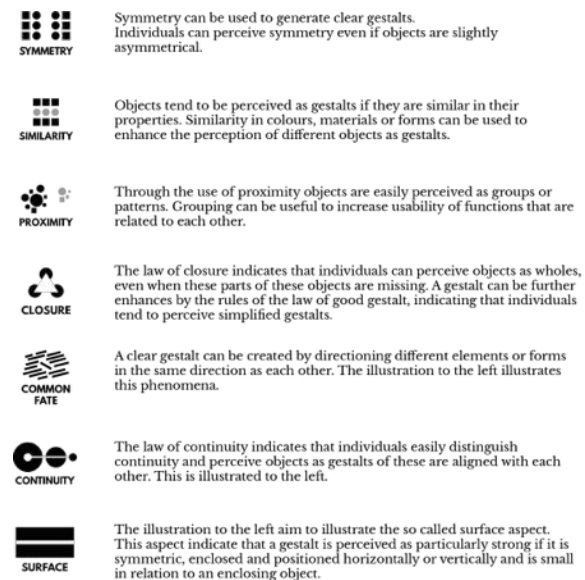 Symmetry can be used to generate clear gestalts.
Individuals can perceive symmetry even if objects are slightly
asymmetrical.
SYMMETRY
Objects tend to be perceived as gestalts if they are similar in their
properties. Similarity in colours, materials or forms can be used to
enhance the perception of different objects as gestalts.
SIMILARITY
Through the use of proximity objects are easily perceived as groups or
patterns. Grouping can be useful to increase usability of functions that are
related to each other.
PROXIMITY
The law of closure indicates that individuals can perceive objects as wholes,
even when these parts of these objects are missing. A gestalt can be further
enhances by the rules of the law of good gestalt, indicating that individuals
tend to perceive simplified gestalts.
CLOSURE
A clear gestalt can be created by directioning different elements or forms
in the same direction as each other. The illustration to the left illustrates
this phenomena.
COMMON
FATE
The law of continuity indicates that individuals easily distinguish
continuity and perceive objects as gestalts of these are aligned with each
other. This is illustrated to the left.
CONTINUITY
The illustration to the left aim to illustrate the so called surface aspect.
This aspect indicate that a gestalt is perceived as particularly strong if it is
symmetric, enclosed and positioned horizontally or vertically and is small
in relation to an enclosing object.
SURFACE